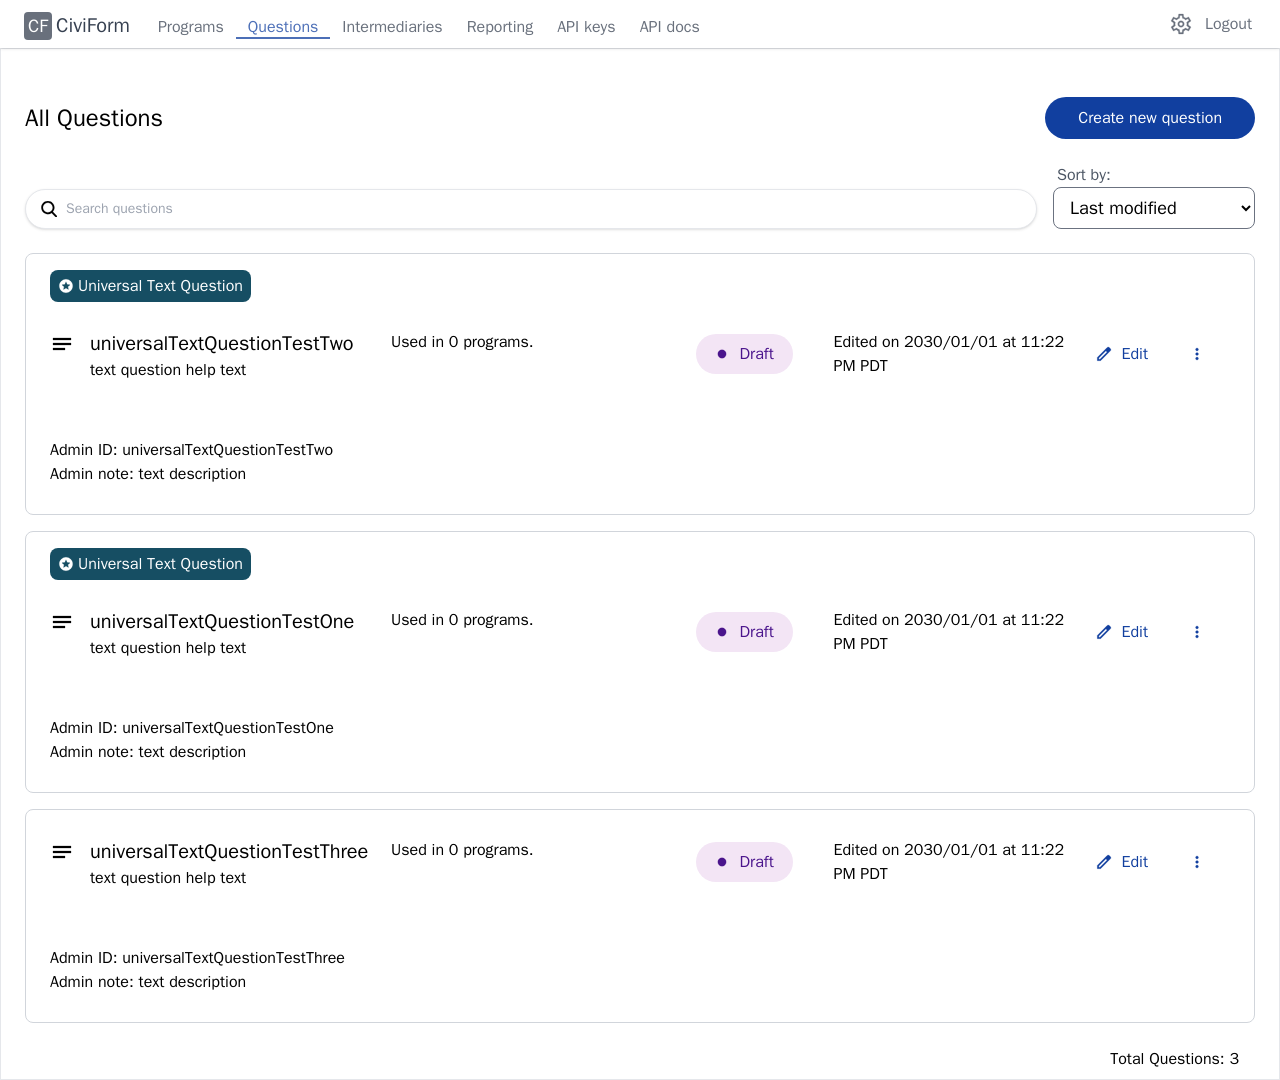 CF CiviForm Programs Questions Intermediaries Reporting API keys API docs Logout
All Questions
Create new question
Sort by:
Search questions
Last modified
Universal Text Question
universalTextQuestionTestTwo
text question help text
Used in 0 programs.
Draft
Edited on 2030/01/01 at 11:22
PM PDT
Edit
Admin ID: universalTextQuestionTestTwo
Admin note: text description
Universal Text Question
universalTextQuestionTestOne
text question help text
Used in 0 programs.
Draft
Edited on 2030/01/01 at 11:22
PM PDT
Edit
Admin ID: universalTextQuestionTestOne
Admin note: text description
universalTextQuestionTestThree
text question help text
Used in 0 programs.
Draft
Edited on 2030/01/01 at 11:22
PM PDT
Edit
Admin ID: universalTextQuestionTestThree
Admin note: text description
Total Questions: 3